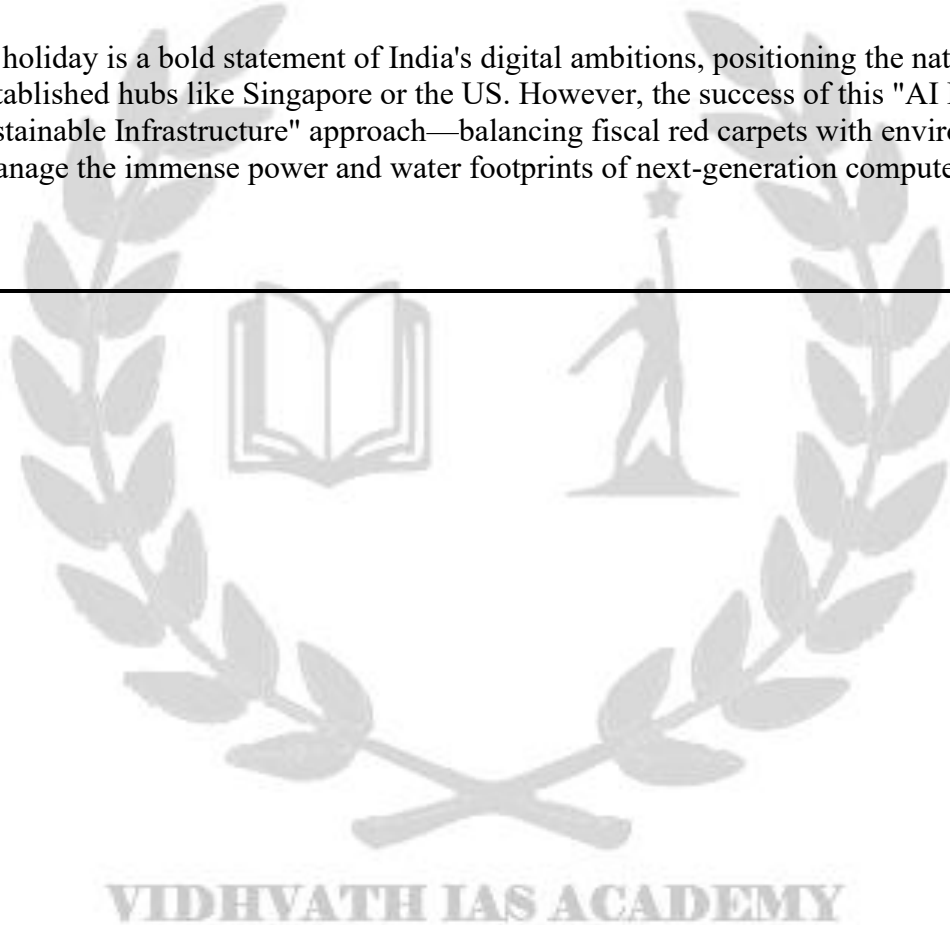 holiday is a bold statement of India's digital ambitions, positioning the nat
tablished hubs like Singapore or the US. However, the success of this "AI
stainable Infrastructure" approach—balancing fiscal red carpets with enviro
anage the immense power and water footprints of next-generation compute
VIDHVATH IAS ACADEMY